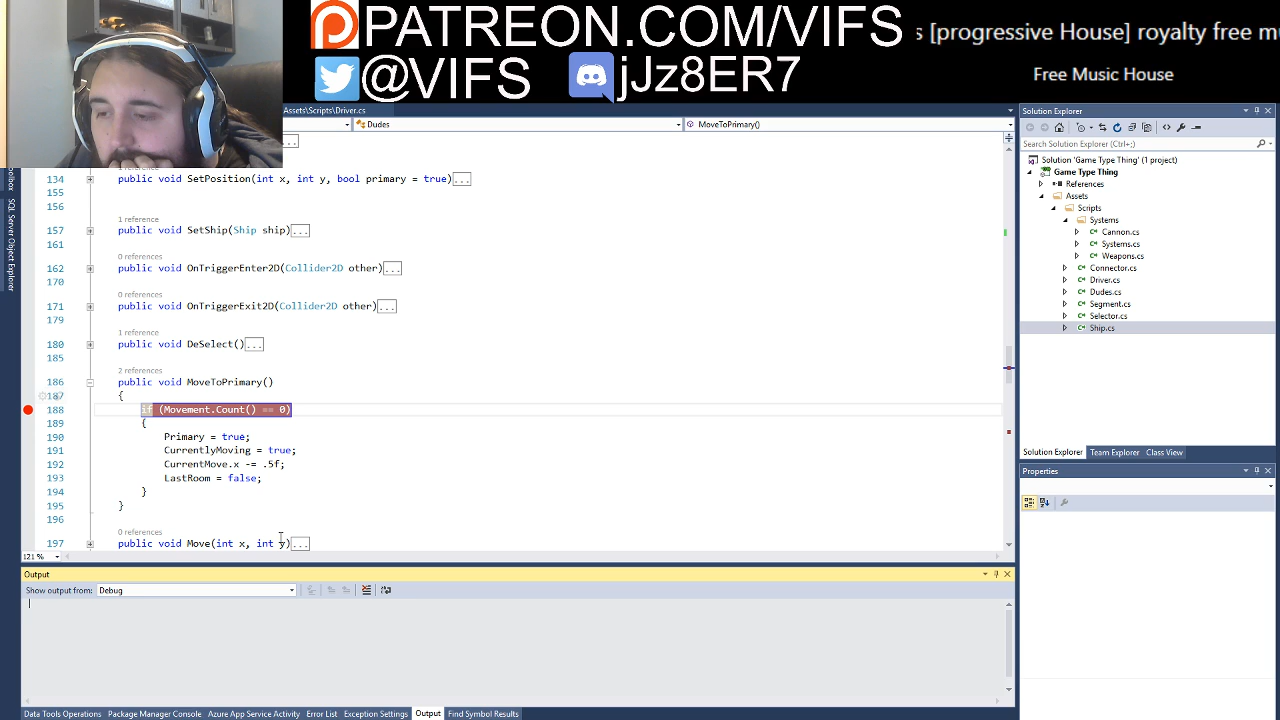 PATREON.COM/VIFS
s [progressive House] royalty free mu
@VIFS
jJz8ER7
Free Music House
Assets\Scripts\Driver.cs
Dudes
MoveToPrimary()
134 public void SetPosition(int x, int y, bool primary = true)...
155
156
1 reference
157 public void SetShip(Ship ship)...
161
0 references
162 public void OnTriggerEnter2D(Collider2D other)...
170
0 references
171 public void OnTriggerExit2D(Collider2D other)...
179
1 reference
180 public void DeSelect()...
185
2 references
186 public void MoveToPrimary()
187 {
188 if (Movement.Count() == 0)
189 {
190 Primary = true;
191 CurrentlyMoving = true;
192 CurrentMove.x -= .5f;
193 LastRoom = false;
194 }
195 }
196
0 references
197 public void Move(int x, int y)...
121 %
Output
Show output from: Debug
Data Tools Operations Package Manager Console Azure App Service Activity Error List Exception Settings Output Find Symbol Results
Toolbox
SQL Server Object Explorer
Solution Explorer
Search Solution Explorer (Ctrl+;)
Solution 'Game Type Thing' (1 project)
Game Type Thing
References
Assets
Scripts
Systems
Cannon.cs
Systems.cs
Weapons.cs
Connector.cs
Driver.cs
Dudes.cs
Segment.cs
Selector.cs
Ship.cs
Solution Explorer Team Explorer Class View
Properties